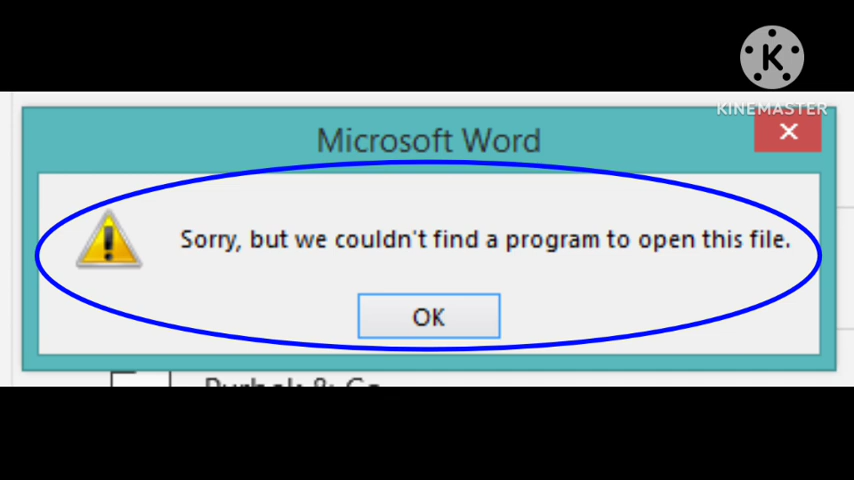 K
KINEMASTER
Microsoft Word
Sorry, but we couldn't find a program to open this file.
OK